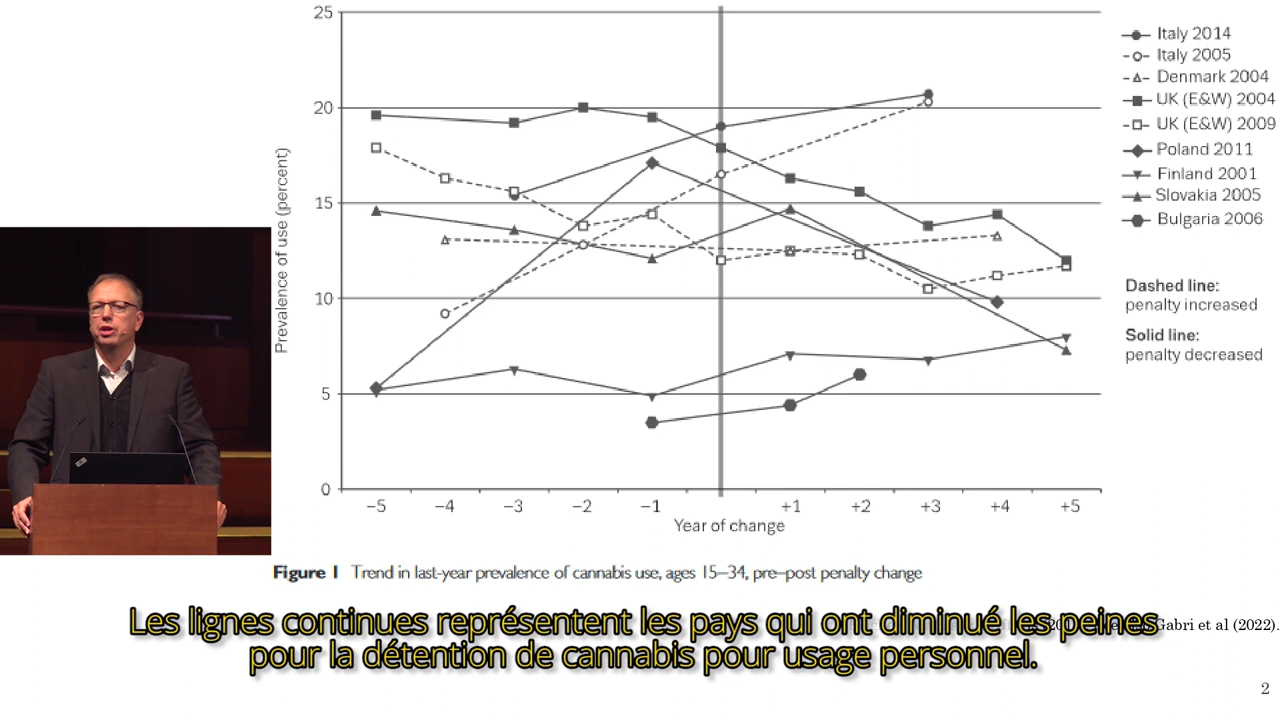 25
20
15
10
5
0
Prevalence of use (percent)
−5 −4 −3 −2 −1 +1 +2 +3 +4 +5
Year of change
Italy 2014
Italy 2005
Denmark 2004
UK (E&W) 2004
UK (E&W) 2009
Poland 2011
Finland 2001
Slovakia 2005
Bulgaria 2006
Dashed line:
penalty increased
Solid line:
penalty decreased
Figure 1 Trend in last-year prevalence of cannabis use, ages 15–34, pre–post penalty change
Gabri et al (2022).
Les lignes continues représentent les pays qui ont diminué les peines
pour la détention de cannabis pour usage personnel.
2